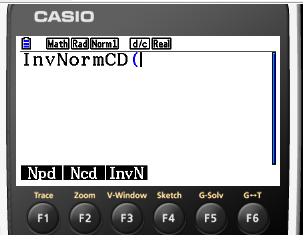 CASIO
Math Rad Norm1 d/c Real
InvNormCD(
Npd Ncd InvN
Trace Zoom V-Window Sketch G-Solv G↔T
F1 F2 F3 F4 F5 F6